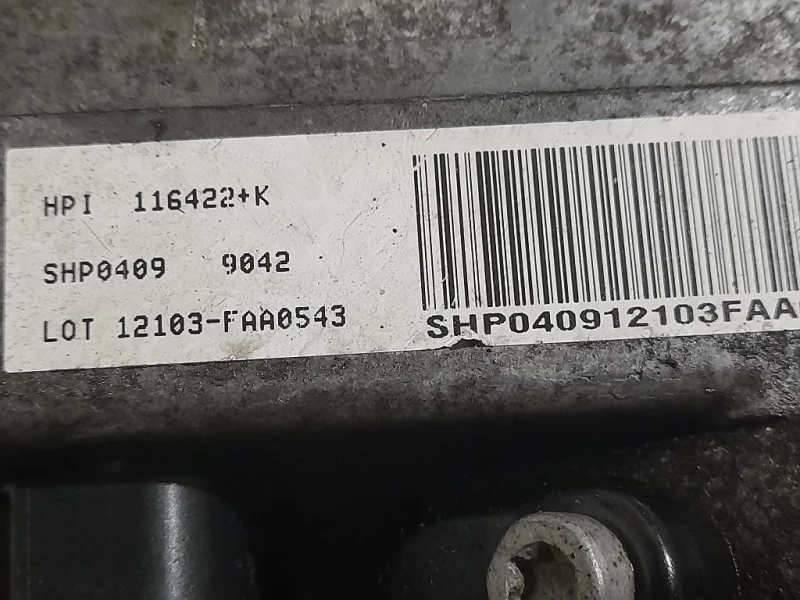 HPI 116422+K
SHP0409 9042
LOT 12103-FAA0543
SHP040912103FAA